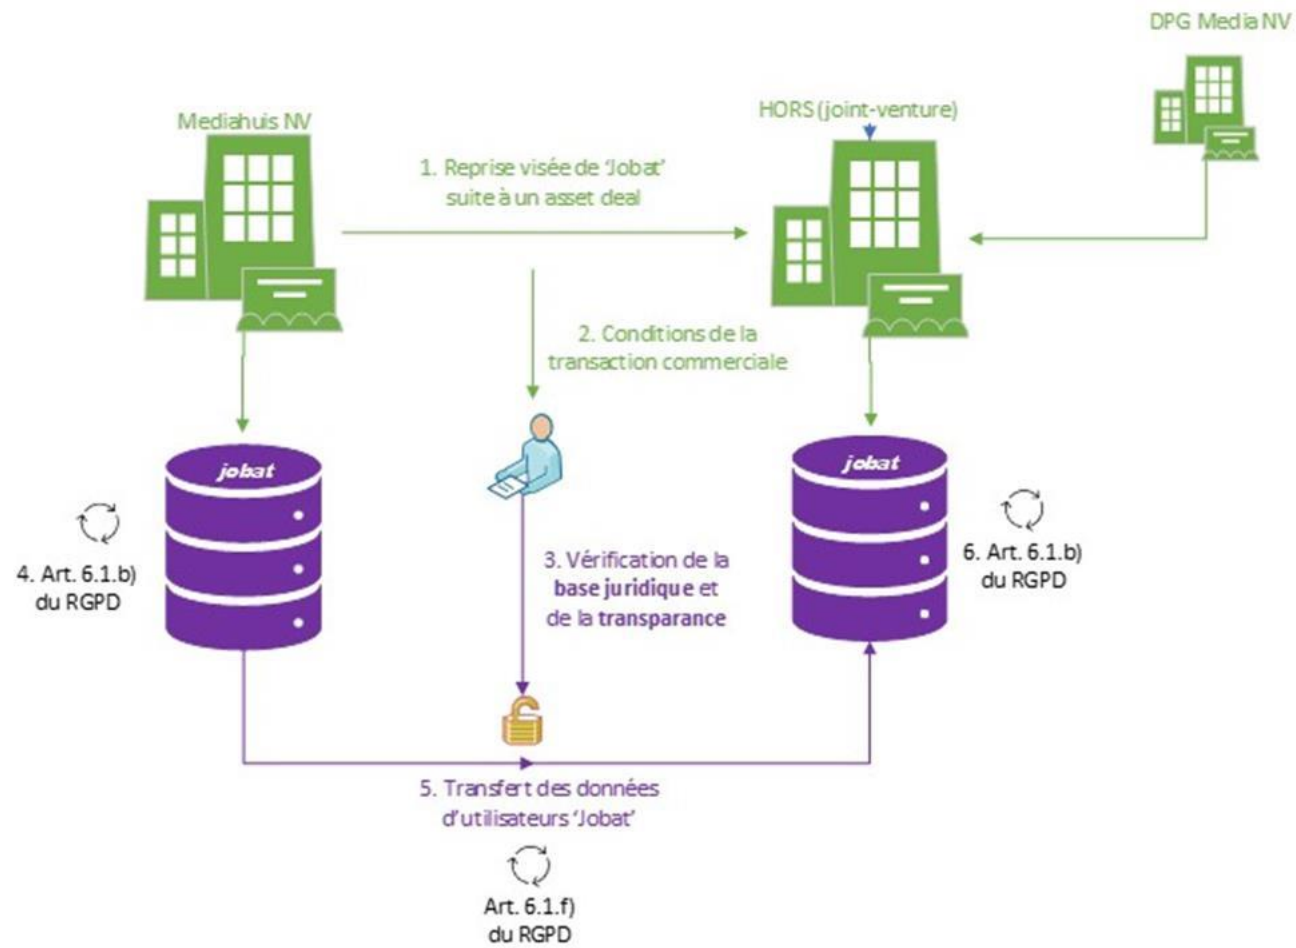 DPG Media NV
Mediahuis NV
HORS (joint-venture)
1. Reprise visée de 'Jobat'
suite à un asset deal
2. Conditions de la
transaction commerciale
jobat
jobat
4. Art. 6.1.b)
du RGPD
3. Vérification de la
base juridique et
de la transparance
6. Art. 6.1.b)
du RGPD
5. Transfert des données
d'utilisateurs 'Jobat'
Art. 6.1.f)
du RGPD